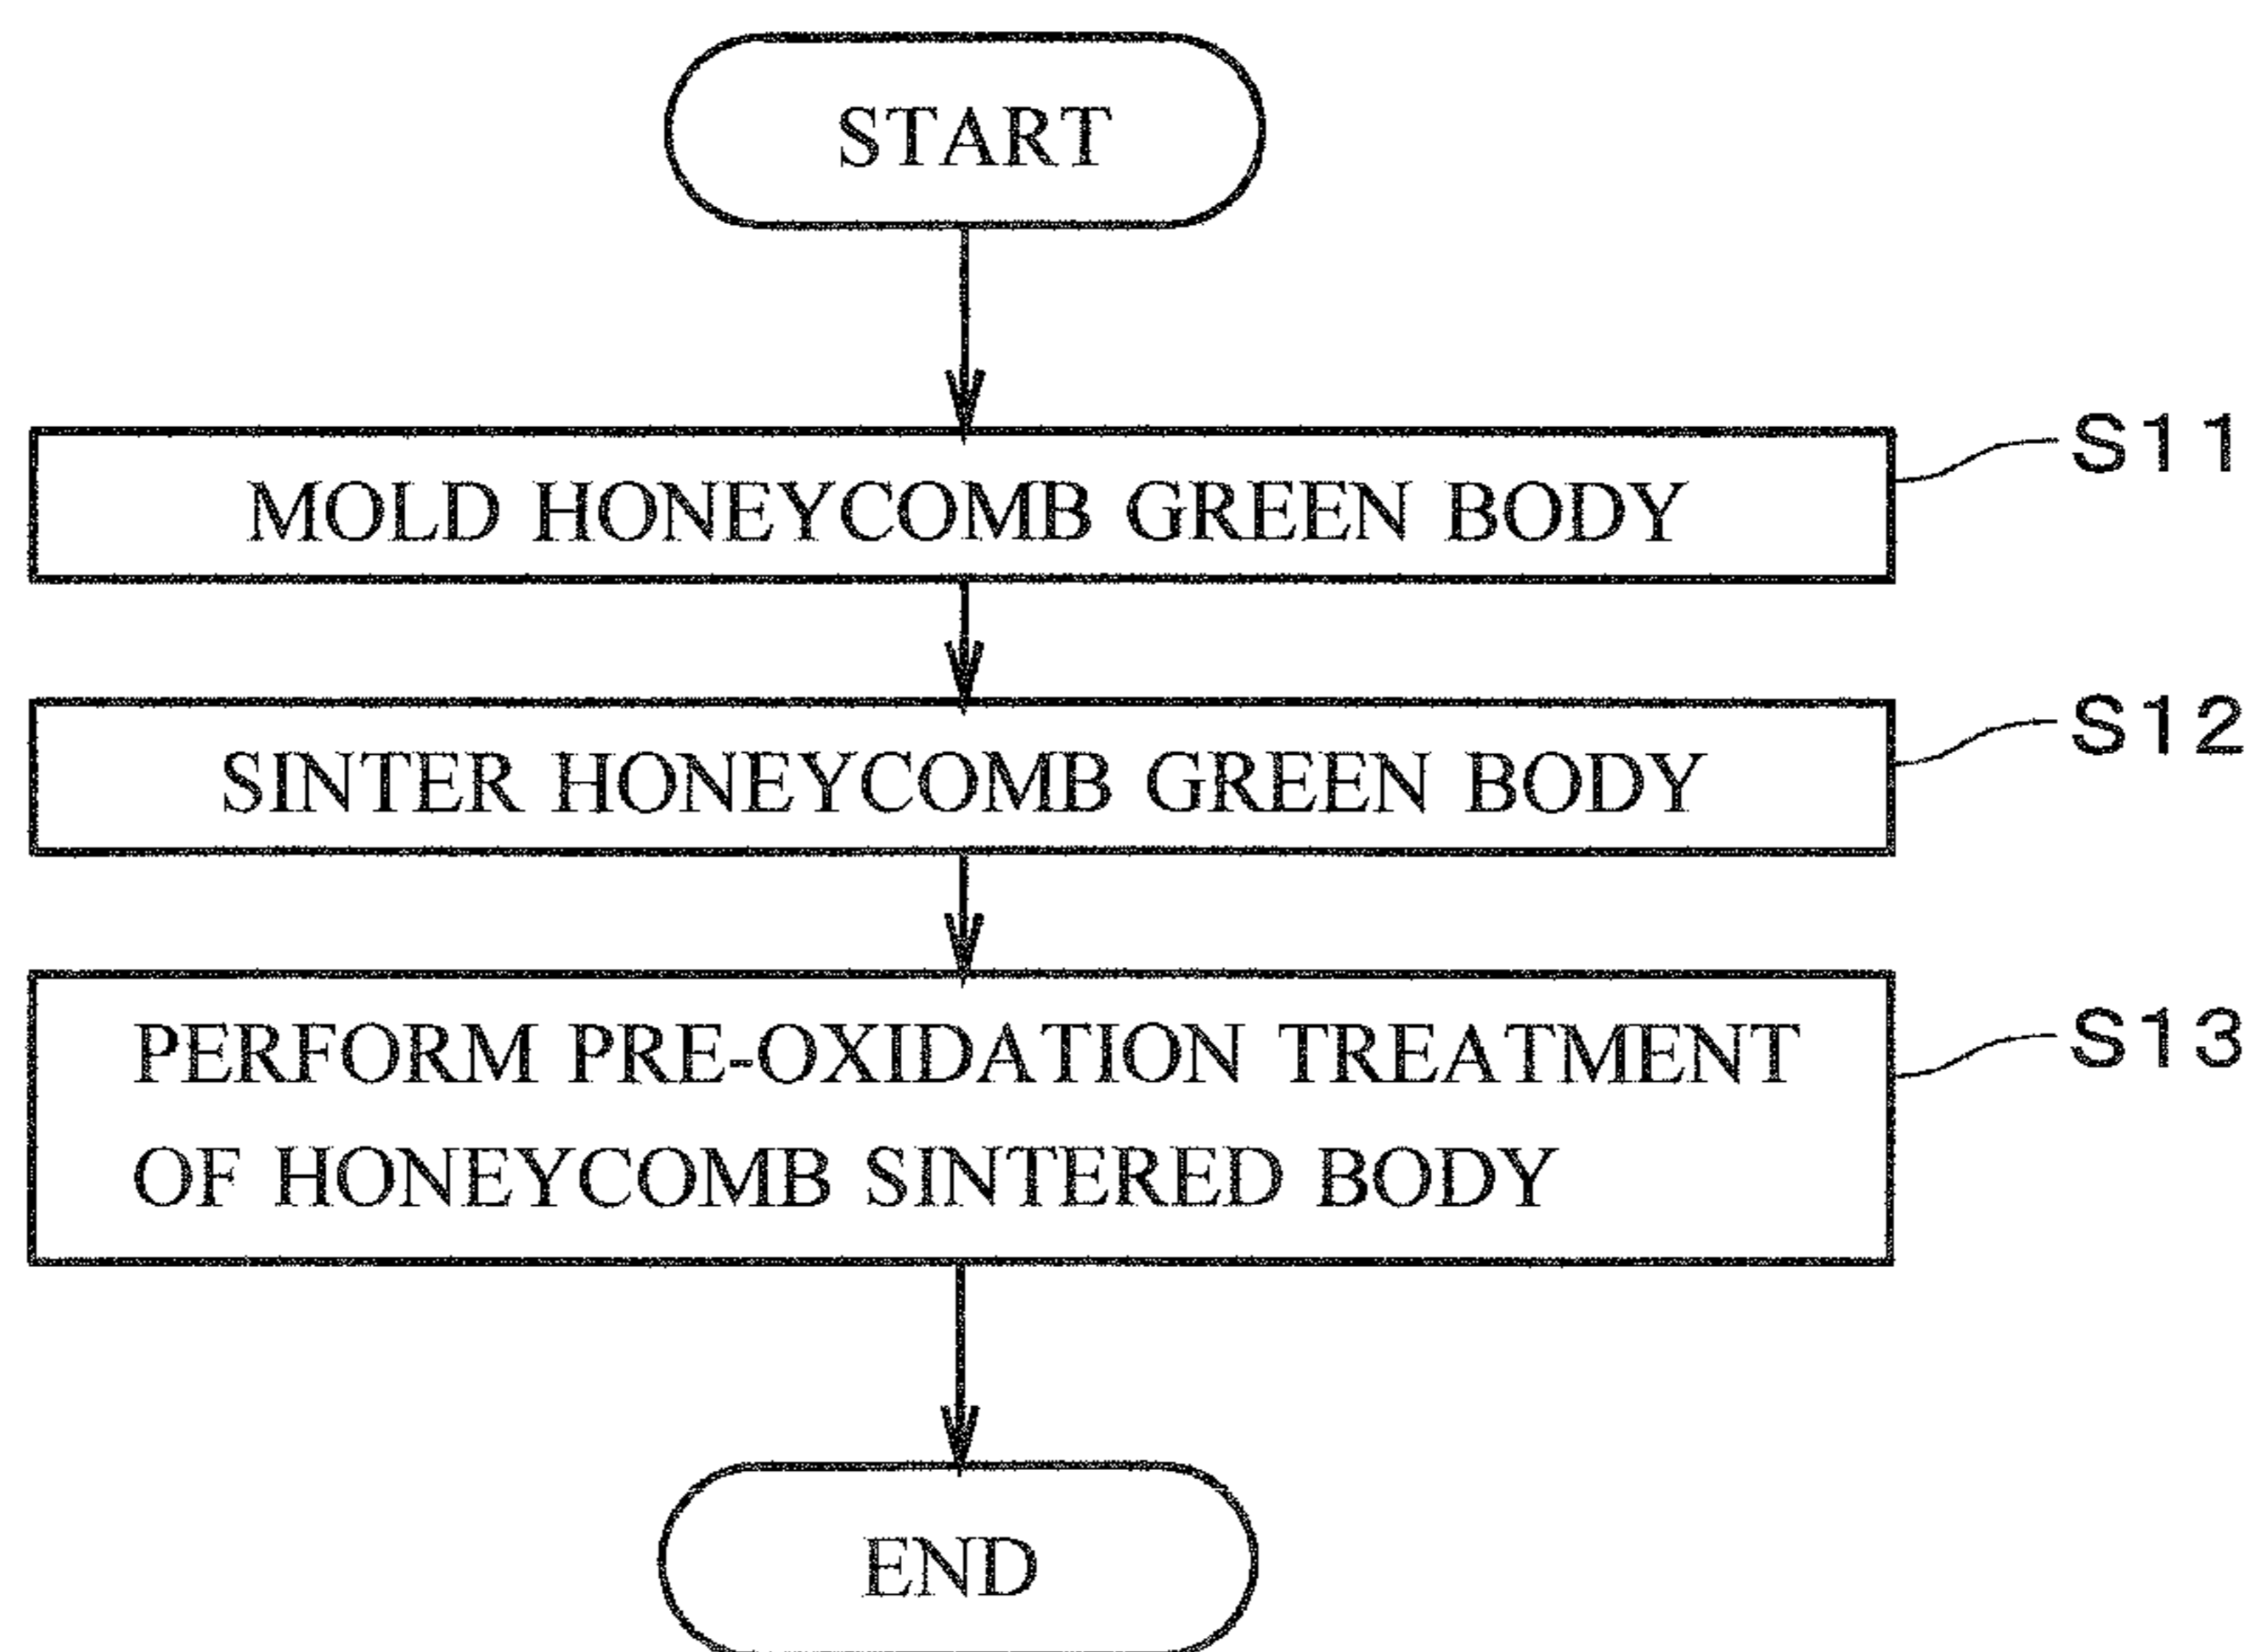 START
MOLD HONEYCOMB GREEN BODY
S11
SINTER HONEYCOMB GREEN BODY
S12
PERFORM PRE-OXIDATION TREATMENT
OF HONEYCOMB SINTERED BODY
S13
END